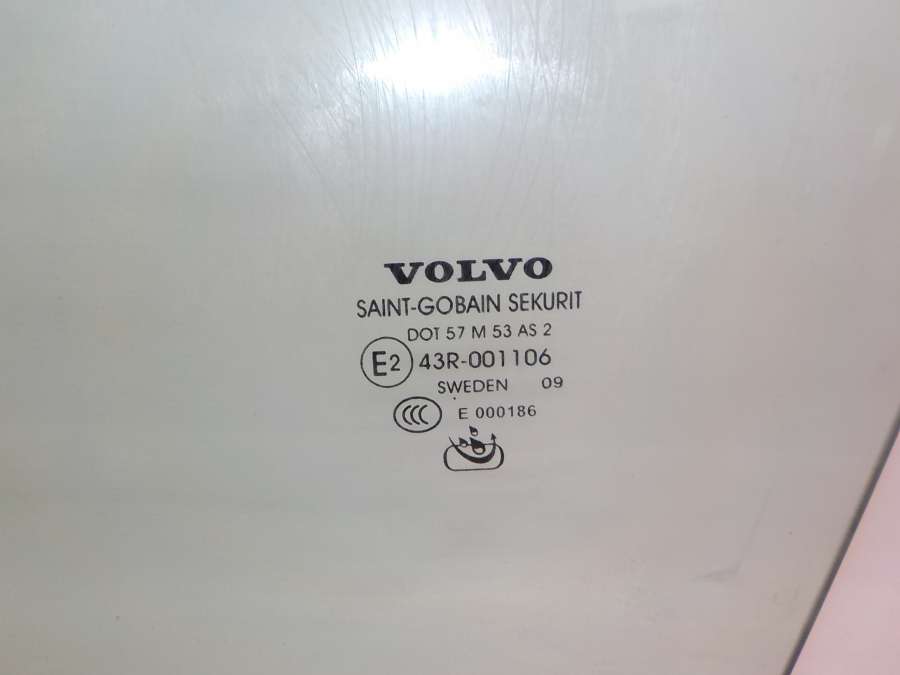 VOLVO
SAINT-GOBAIN SEKURIT
DOT 57 M 53 AS 2
E2 43R-001106
SWEDEN 09
CCC E 000186